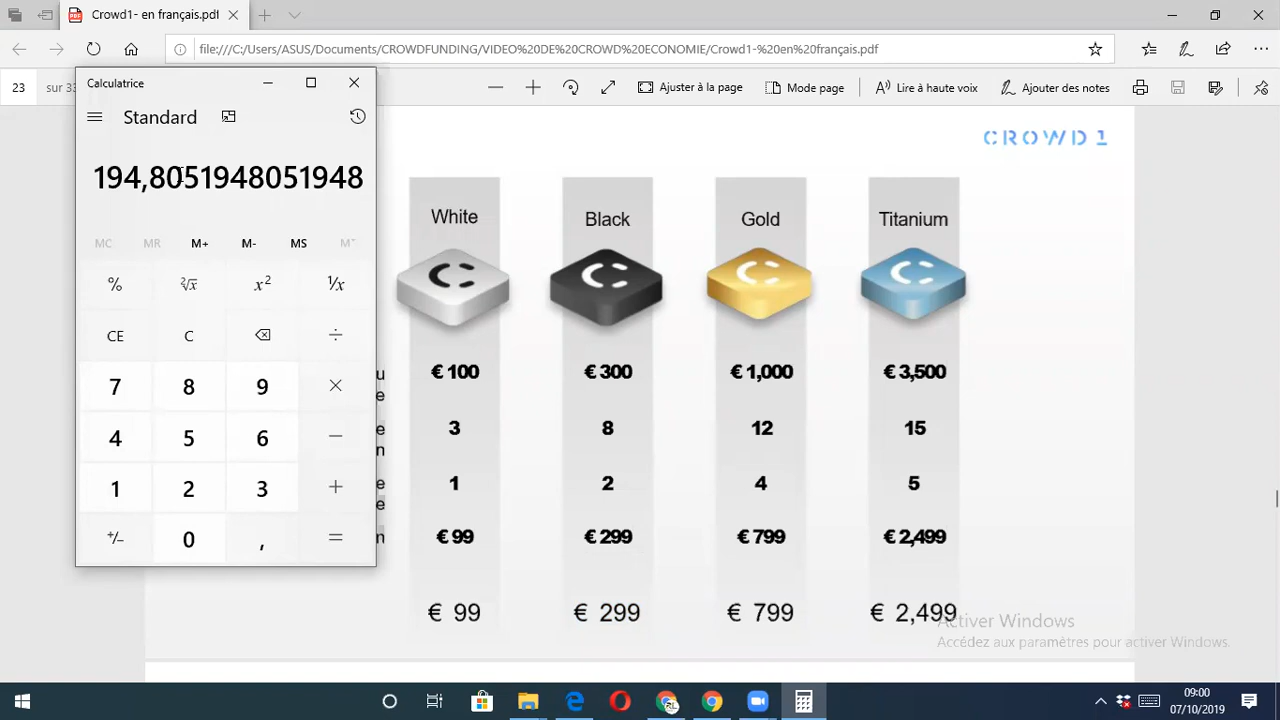 Crowd1- en français.pdf
file:///C:/Users/ASUS/Documents/CROWDFUNDING/VIDEO%20DE%20CROWD%20ECONOMIE/Crowd1-%20en%20français.pdf
23 sur 33
Ajuster à la page
Mode page
Lire à haute voix
Ajouter des notes
Calculatrice
Standard
194,8051948051948
MC MR M+ M- MS M˅
% ²√x x² ¹/x
CE C ÷
7 8 9 ×
4 5 6 −
1 2 3 +
+/− 0 , =
CROWD1
White Black Gold Titanium
u € 100 € 300 € 1,000 € 3,500
e
e 3 8 12 15
n
e 1 2 4 5
e
n € 99 € 299 € 799 € 2,499
€ 99 € 299 € 799 € 2,499
Activer Windows
Accédez aux paramètres pour activer Windows.
RL
09:00
07/10/2019